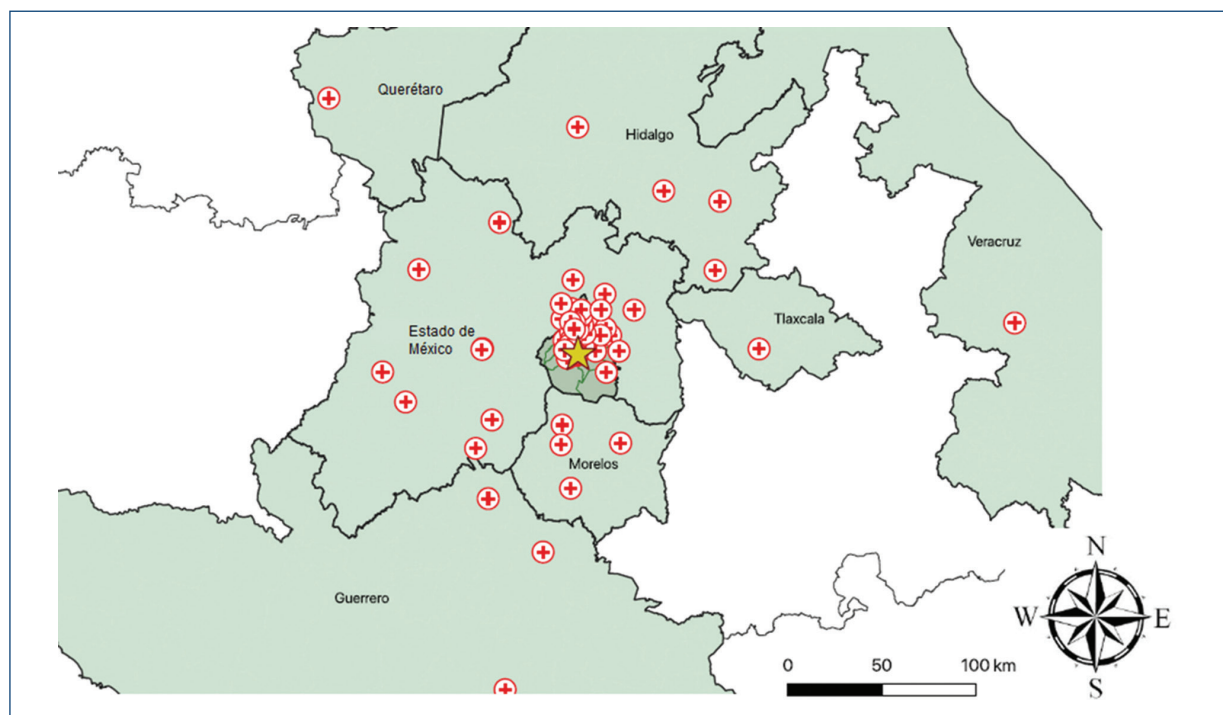 Querétaro
Hidalgo
Veracruz
Estado de
México
Tlaxcala
Morelos
Guerrero
N
W
E
S
0
50
100 km